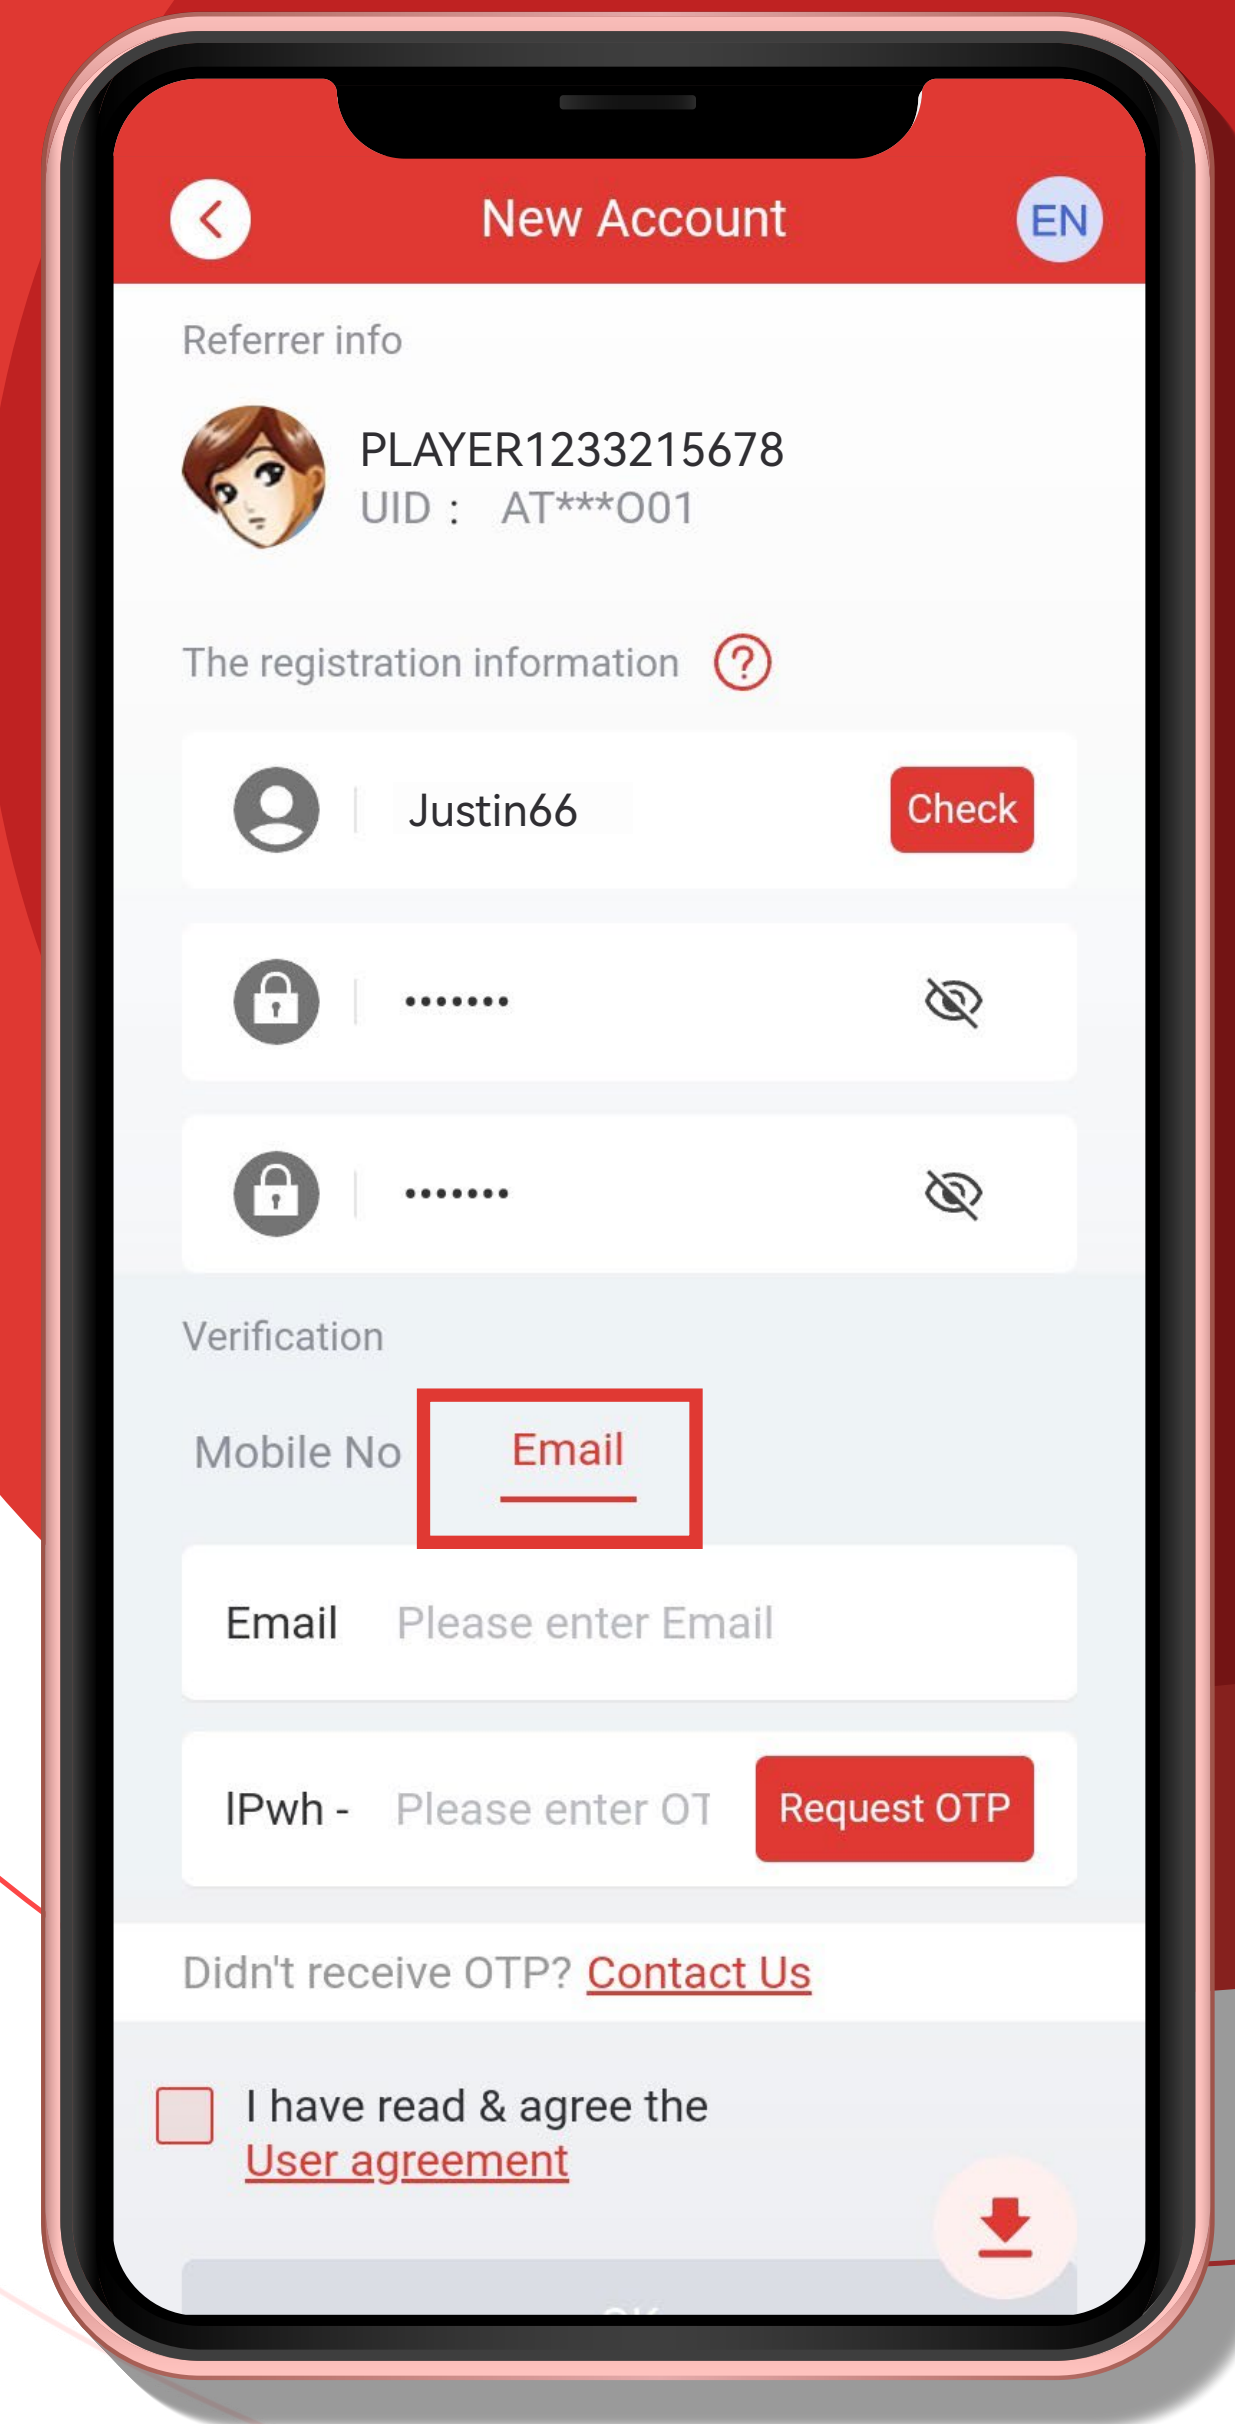 New Account
EN
Referrer info
PLAYER1233215678
UID : AT***O01
The registration information ?
Justin66
Check
•••••••
•••••••
Verification
Mobile No
Email
Email Please enter Email
lPwh - Please enter OT
Request OTP
Didn't receive OTP? Contact Us
I have read & agree the
User agreement